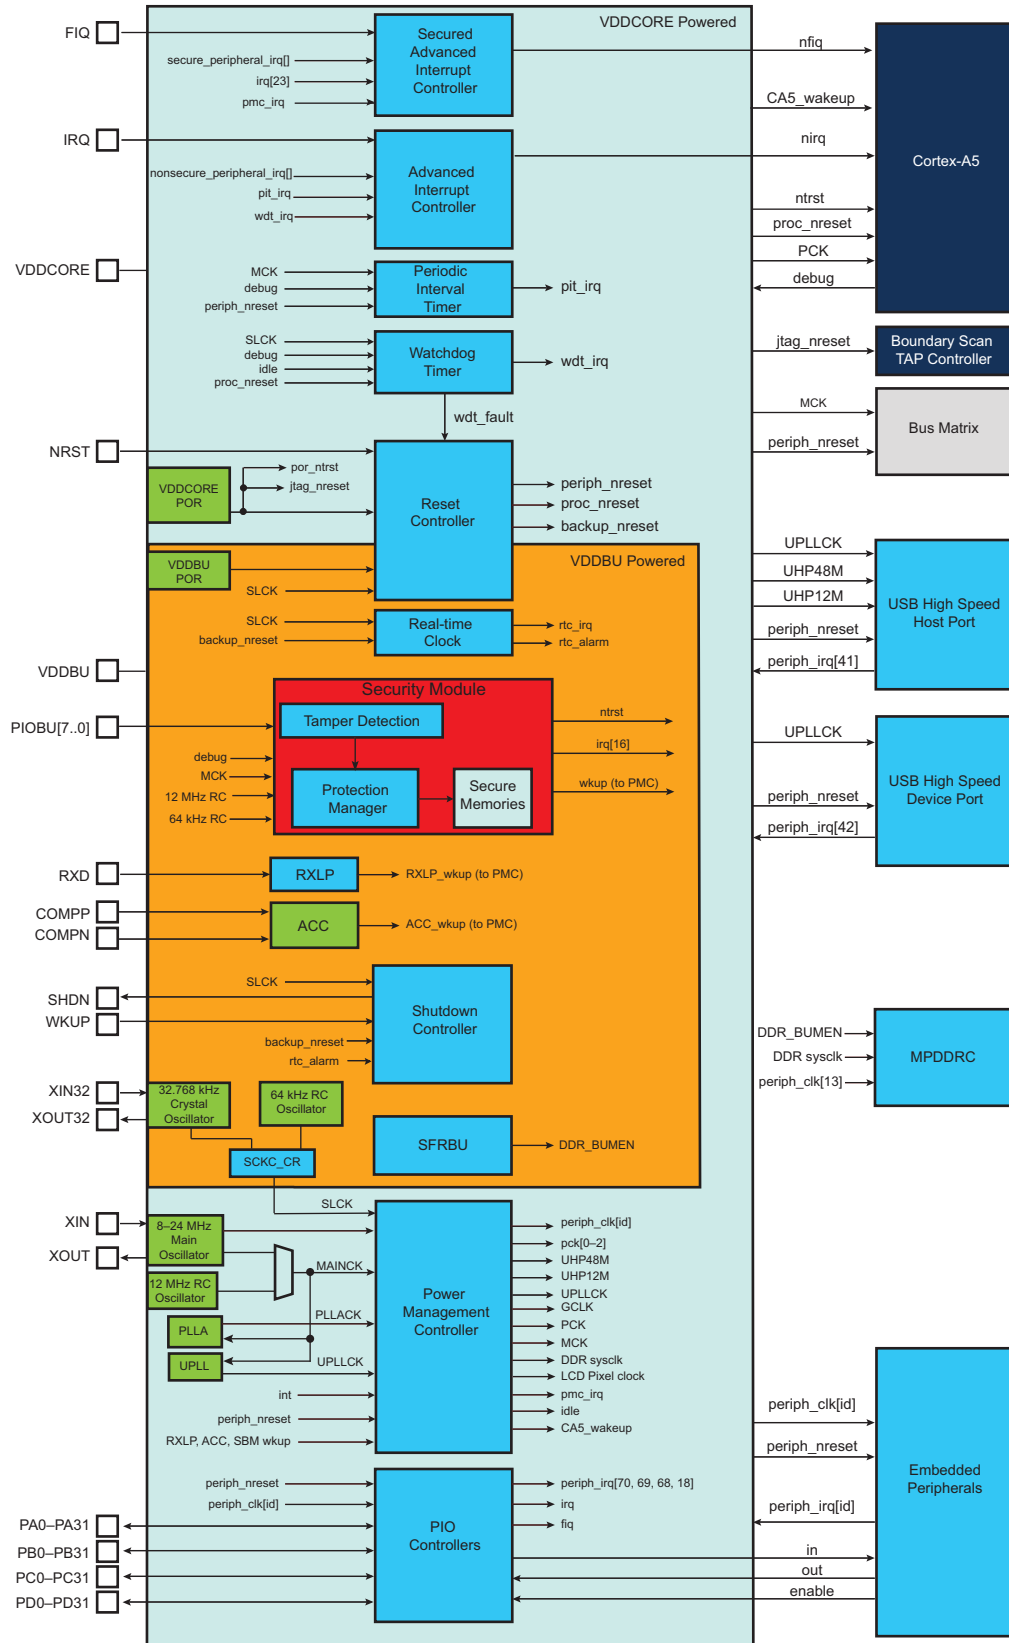 VDDCORE Powered
FIQ
secure_peripheral_irq[]
irq[23]
pmc_irq
Secured
Advanced
Interrupt
Controller
nfiq
CA5_wakeup
nirq
Cortex-A5
ntrst
proc_nreset
PCK
debug
IRQ
nonsecure_peripheral_irq[]
pit_irq
wdt_irq
Advanced
Interrupt
Controller
VDDCORE
MCK
debug
periph_nreset
Periodic
Interval
Timer
pit_irq
SLCK
debug
idle
proc_nreset
Watchdog
Timer
wdt_irq
wdt_fault
jtag_nreset
Boundary Scan
TAP Controller
MCK
periph_nreset
Bus Matrix
NRST
VDDCORE
POR
por_ntrst
jtag_nreset
Reset
Controller
periph_nreset
proc_nreset
backup_nreset
VDDBU Powered
VDDBU
POR
SLCK
SLCK
backup_nreset
Real-time
Clock
rtc_irq
rtc_alarm
UPLLCK
UHP48M
UHP12M
periph_nreset
periph_irq[41]
USB High Speed
Host Port
VDDBU
PIOBU[7..0]
Security Module
Tamper Detection
debug
MCK
12 MHz RC
64 kHz RC
Protection
Manager
Secure
Memories
ntrst
irq[16]
wkup (to PMC)
UPLLCK
periph_nreset
periph_irq[42]
USB High Speed
Device Port
RXD
RXLP
RXLP_wkup (to PMC)
COMPP
COMPN
ACC
ACC_wkup (to PMC)
SHDN
WKUP
SLCK
backup_nreset
rtc_alarm
Shutdown
Controller
DDR_BUMEN
DDR sysclk
periph_clk[13]
MPDDRC
XIN32
XOUT32
32.768 kHz
Crystal
Oscillator
64 kHz RC
Oscillator
SCKC_CR
SFRBU
DDR_BUMEN
SLCK
XIN
XOUT
8–24 MHz
Main
Oscillator
12 MHz RC
Oscillator
MAINCK
PLLA
PLLACK
UPLL
UPLLCK
int
periph_nreset
RXLP, ACC, SBM wkup
Power
Management
Controller
periph_clk[id]
pck[0–2]
UHP48M
UHP12M
UPLLCK
GCLK
PCK
MCK
DDR sysclk
LCD Pixel clock
pmc_irq
idle
CA5_wakeup
periph_clk[id]
periph_nreset
periph_irq[id]
in
out
enable
Embedded
Peripherals
periph_nreset
periph_clk[id]
PIO
Controllers
periph_irq[70, 69, 68, 18]
irq
fiq
PA0–PA31
PB0–PB31
PC0–PC31
PD0–PD31